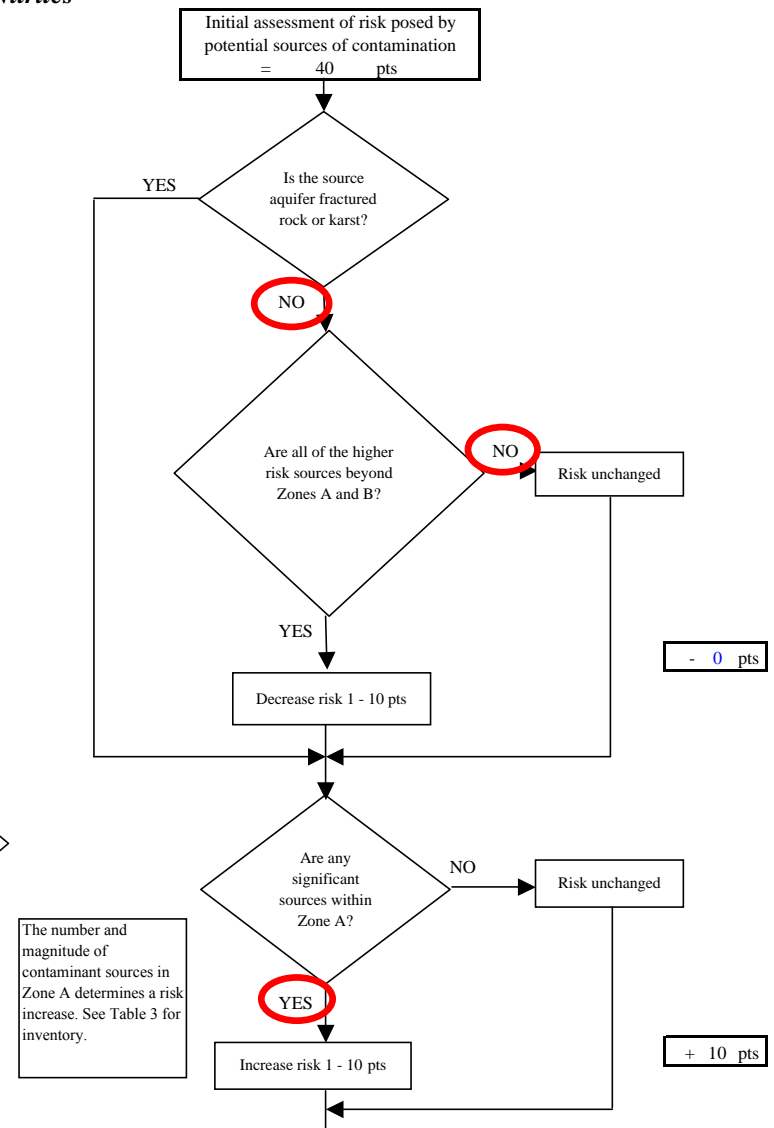 Initial assessment of risk posed by
potential sources of contamination
= 40 pts
Is the source
aquifer fractured
rock or karst?
YES
NO
Are all of the higher
risk sources beyond
Zones A and B?
NO
Risk unchanged
YES
- 0 pts
Decrease risk 1 - 10 pts
Are any
significant
sources within
Zone A?
NO
Risk unchanged
The number and
magnitude of
contaminant sources in
Zone A determines a risk
increase. See Table 3 for
inventory.
YES
Increase risk 1 - 10 pts
+ 10 pts